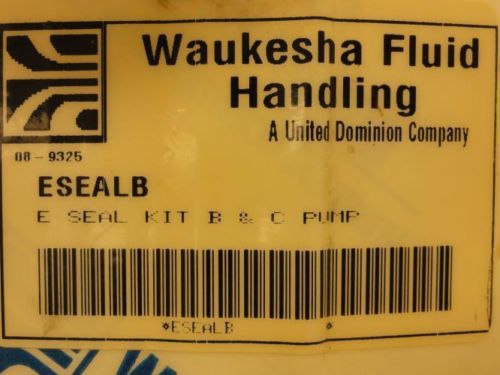 Waukesha Fluid
Handling
A United Dominion Company
08 - 9325
ESEALB
E SEAL KIT B & C PUMP
*ESEALB *